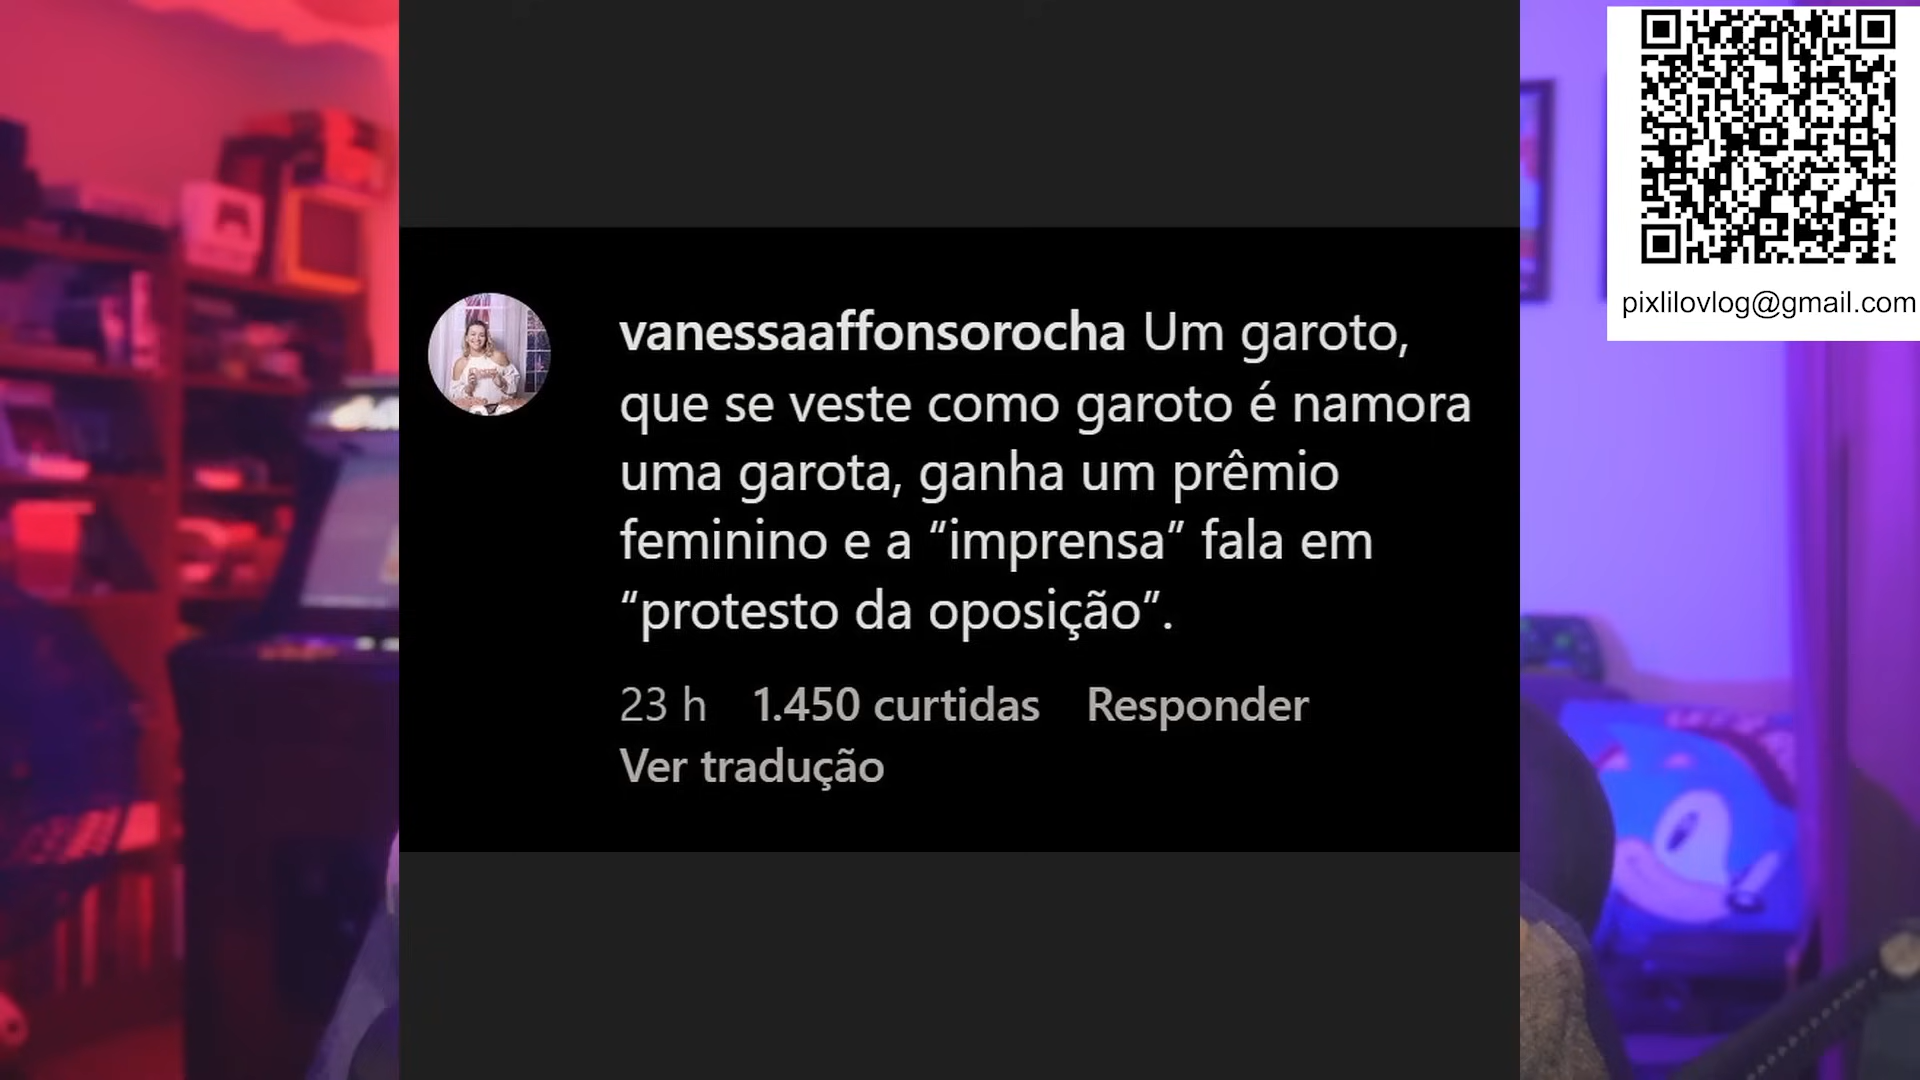 vanessaaffonsorocha Um garoto,
que se veste como garoto é namora
uma garota, ganha um prêmio
feminino e a “imprensa” fala em
“protesto da oposição”.
23 h 1.450 curtidas Responder
Ver tradução
pixlilovlog@gmail.com